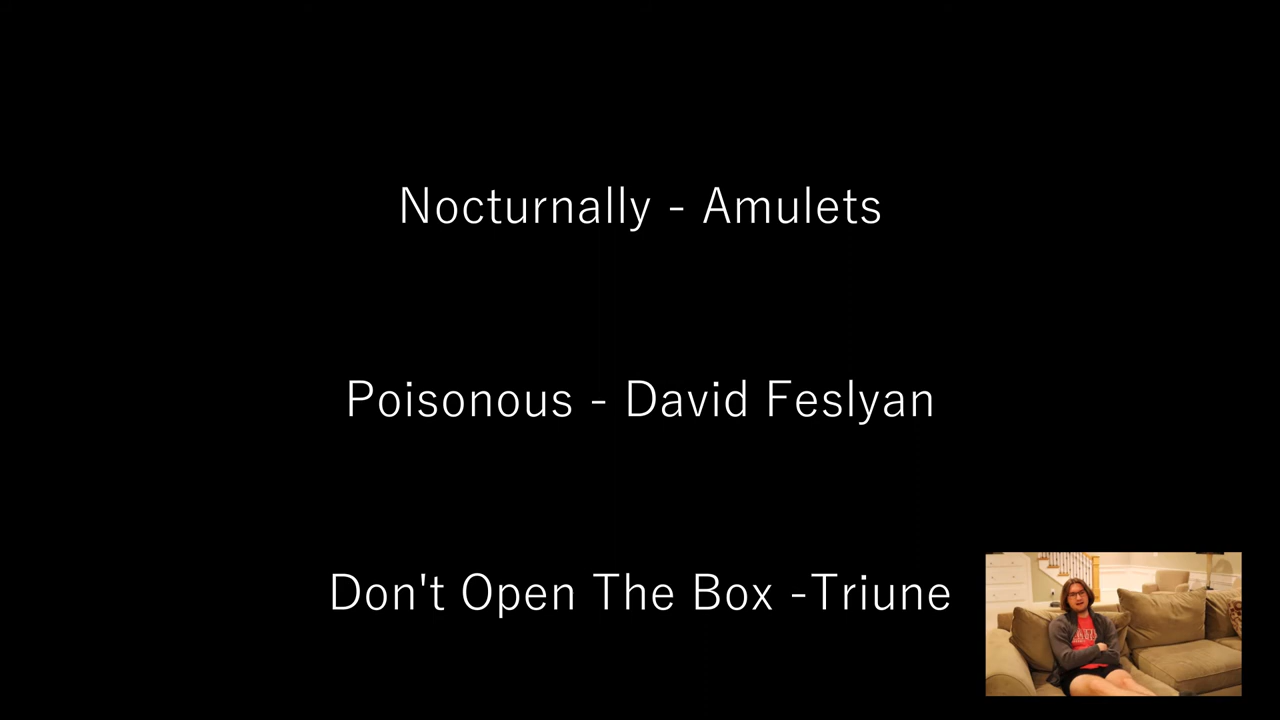 Nocturnally - Amulets
Poisonous - David Feslyan
Don't Open The Box -Triune